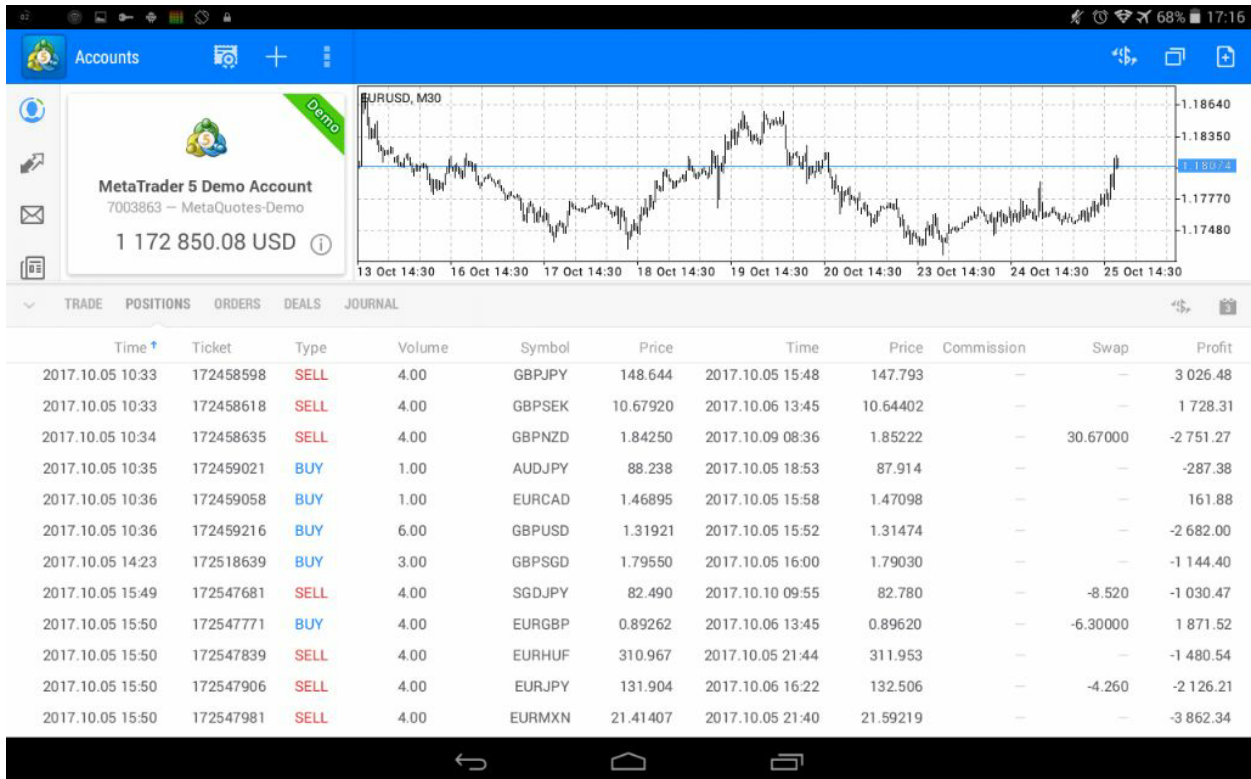 68% 17:16
Accounts
EURUSD, M30
1.18640
1.18350
1.18074
1.17770
1.17480
13 Oct 14:30 16 Oct 14:30 17 Oct 14:30 18 Oct 14:30 19 Oct 14:30 20 Oct 14:30 23 Oct 14:30 24 Oct 14:30 25 Oct 14:30
Demo
MetaTrader 5 Demo Account
7003863 — MetaQuotes-Demo
1 172 850.08 USD
TRADE POSITIONS ORDERS DEALS JOURNAL
Time Ticket Type Volume Symbol Price Time Price Commission Swap Profit
2017.10.05 10:33 172458598 SELL 4.00 GBPJPY 148.644 2017.10.05 15:48 147.793 — — 3 026.48
2017.10.05 10:33 172458618 SELL 4.00 GBPSEK 10.67920 2017.10.06 13:45 10.64402 — — 1 728.31
2017.10.05 10:34 172458635 SELL 4.00 GBPNZD 1.84250 2017.10.09 08:36 1.85222 — 30.67000 -2 751.27
2017.10.05 10:35 172459021 BUY 1.00 AUDJPY 88.238 2017.10.05 18:53 87.914 — — -287.38
2017.10.05 10:36 172459058 BUY 1.00 EURCAD 1.46895 2017.10.05 15:58 1.47098 — — 161.88
2017.10.05 10:36 172459216 BUY 6.00 GBPUSD 1.31921 2017.10.05 15:52 1.31474 — — -2 682.00
2017.10.05 14:23 172518639 BUY 3.00 GBPSGD 1.79550 2017.10.05 16:00 1.79030 — — -1 144.40
2017.10.05 15:49 172547681 SELL 4.00 SGDJPY 82.490 2017.10.10 09:55 82.780 — -8.520 -1 030.47
2017.10.05 15:50 172547771 BUY 4.00 EURGBP 0.89262 2017.10.06 13:45 0.89620 — -6.30000 1 871.52
2017.10.05 15:50 172547839 SELL 4.00 EURHUF 310.967 2017.10.05 21:44 311.953 — — -1 480.54
2017.10.05 15:50 172547906 SELL 4.00 EURJPY 131.904 2017.10.06 16:22 132.506 — -4.260 -2 126.21
2017.10.05 15:50 172547981 SELL 4.00 EURMXN 21.41407 2017.10.05 21:40 21.59219 — — -3 862.34